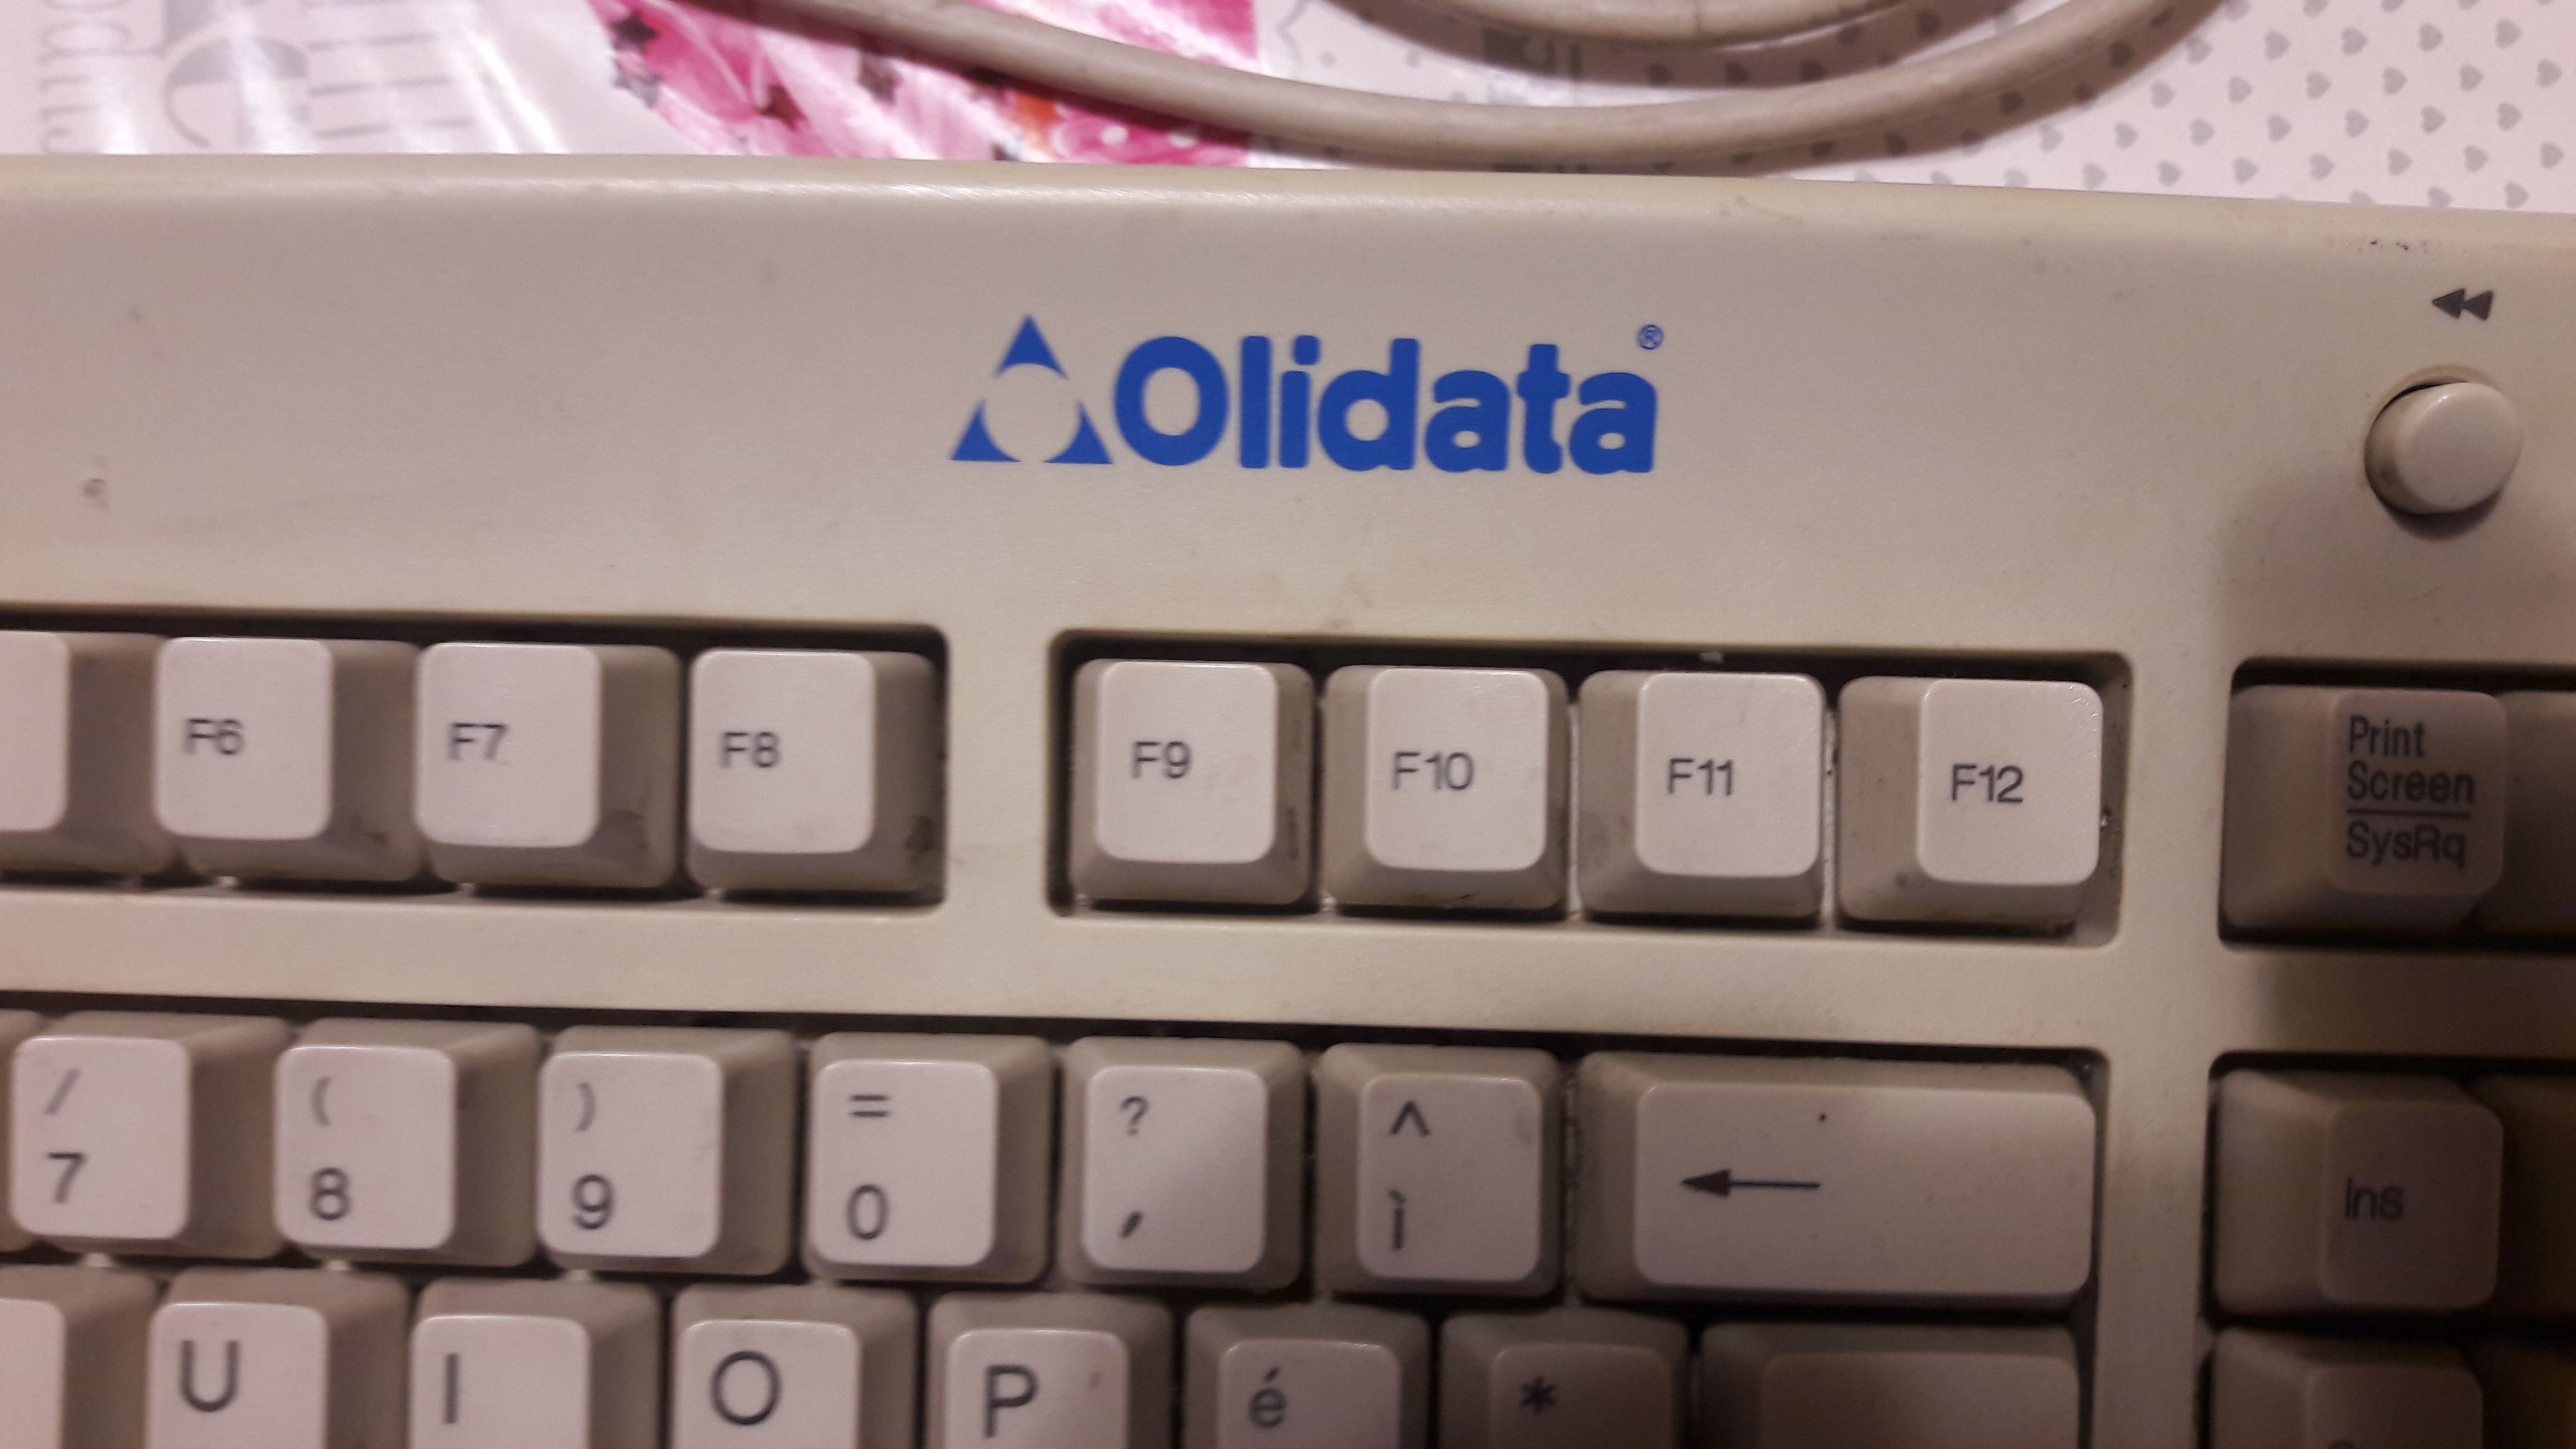 Olidata®
F6 F7 F8 F9 F10 F11 F12
Print
Screen
SysRq
/ ( ) = ? ^
7 8 9 0 ' ì
Ins
é *
U I O P